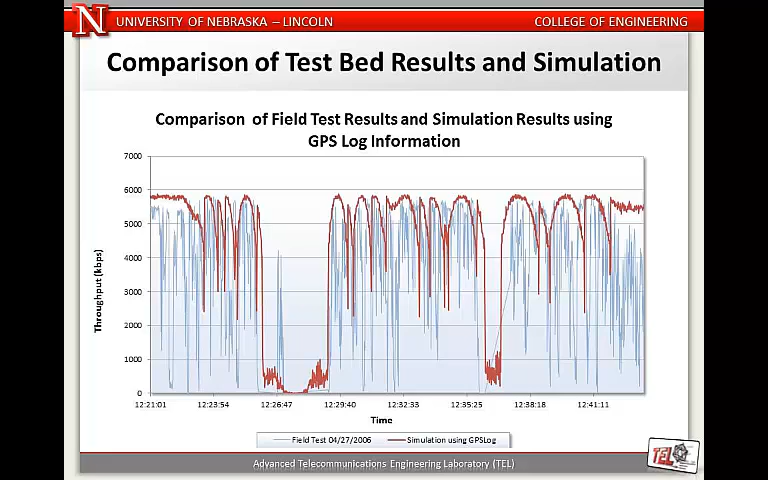 N UNIVERSITY OF NEBRASKA – LINCOLN COLLEGE OF ENGINEERING
Comparison of Test Bed Results and Simulation
Comparison of Field Test Results and Simulation Results using
GPS Log Information
7000
6000
5000
4000
3000
2000
1000
0
Throughput (kbps)
12:21:01 12:23:54 12:26:47 12:29:40 12:32:33 12:35:25 12:38:18 12:41:11
Time
Field Test 04/27/2006 Simulation using GPSLog
Advanced Telecommunications Engineering Laboratory (TEL)
TEL